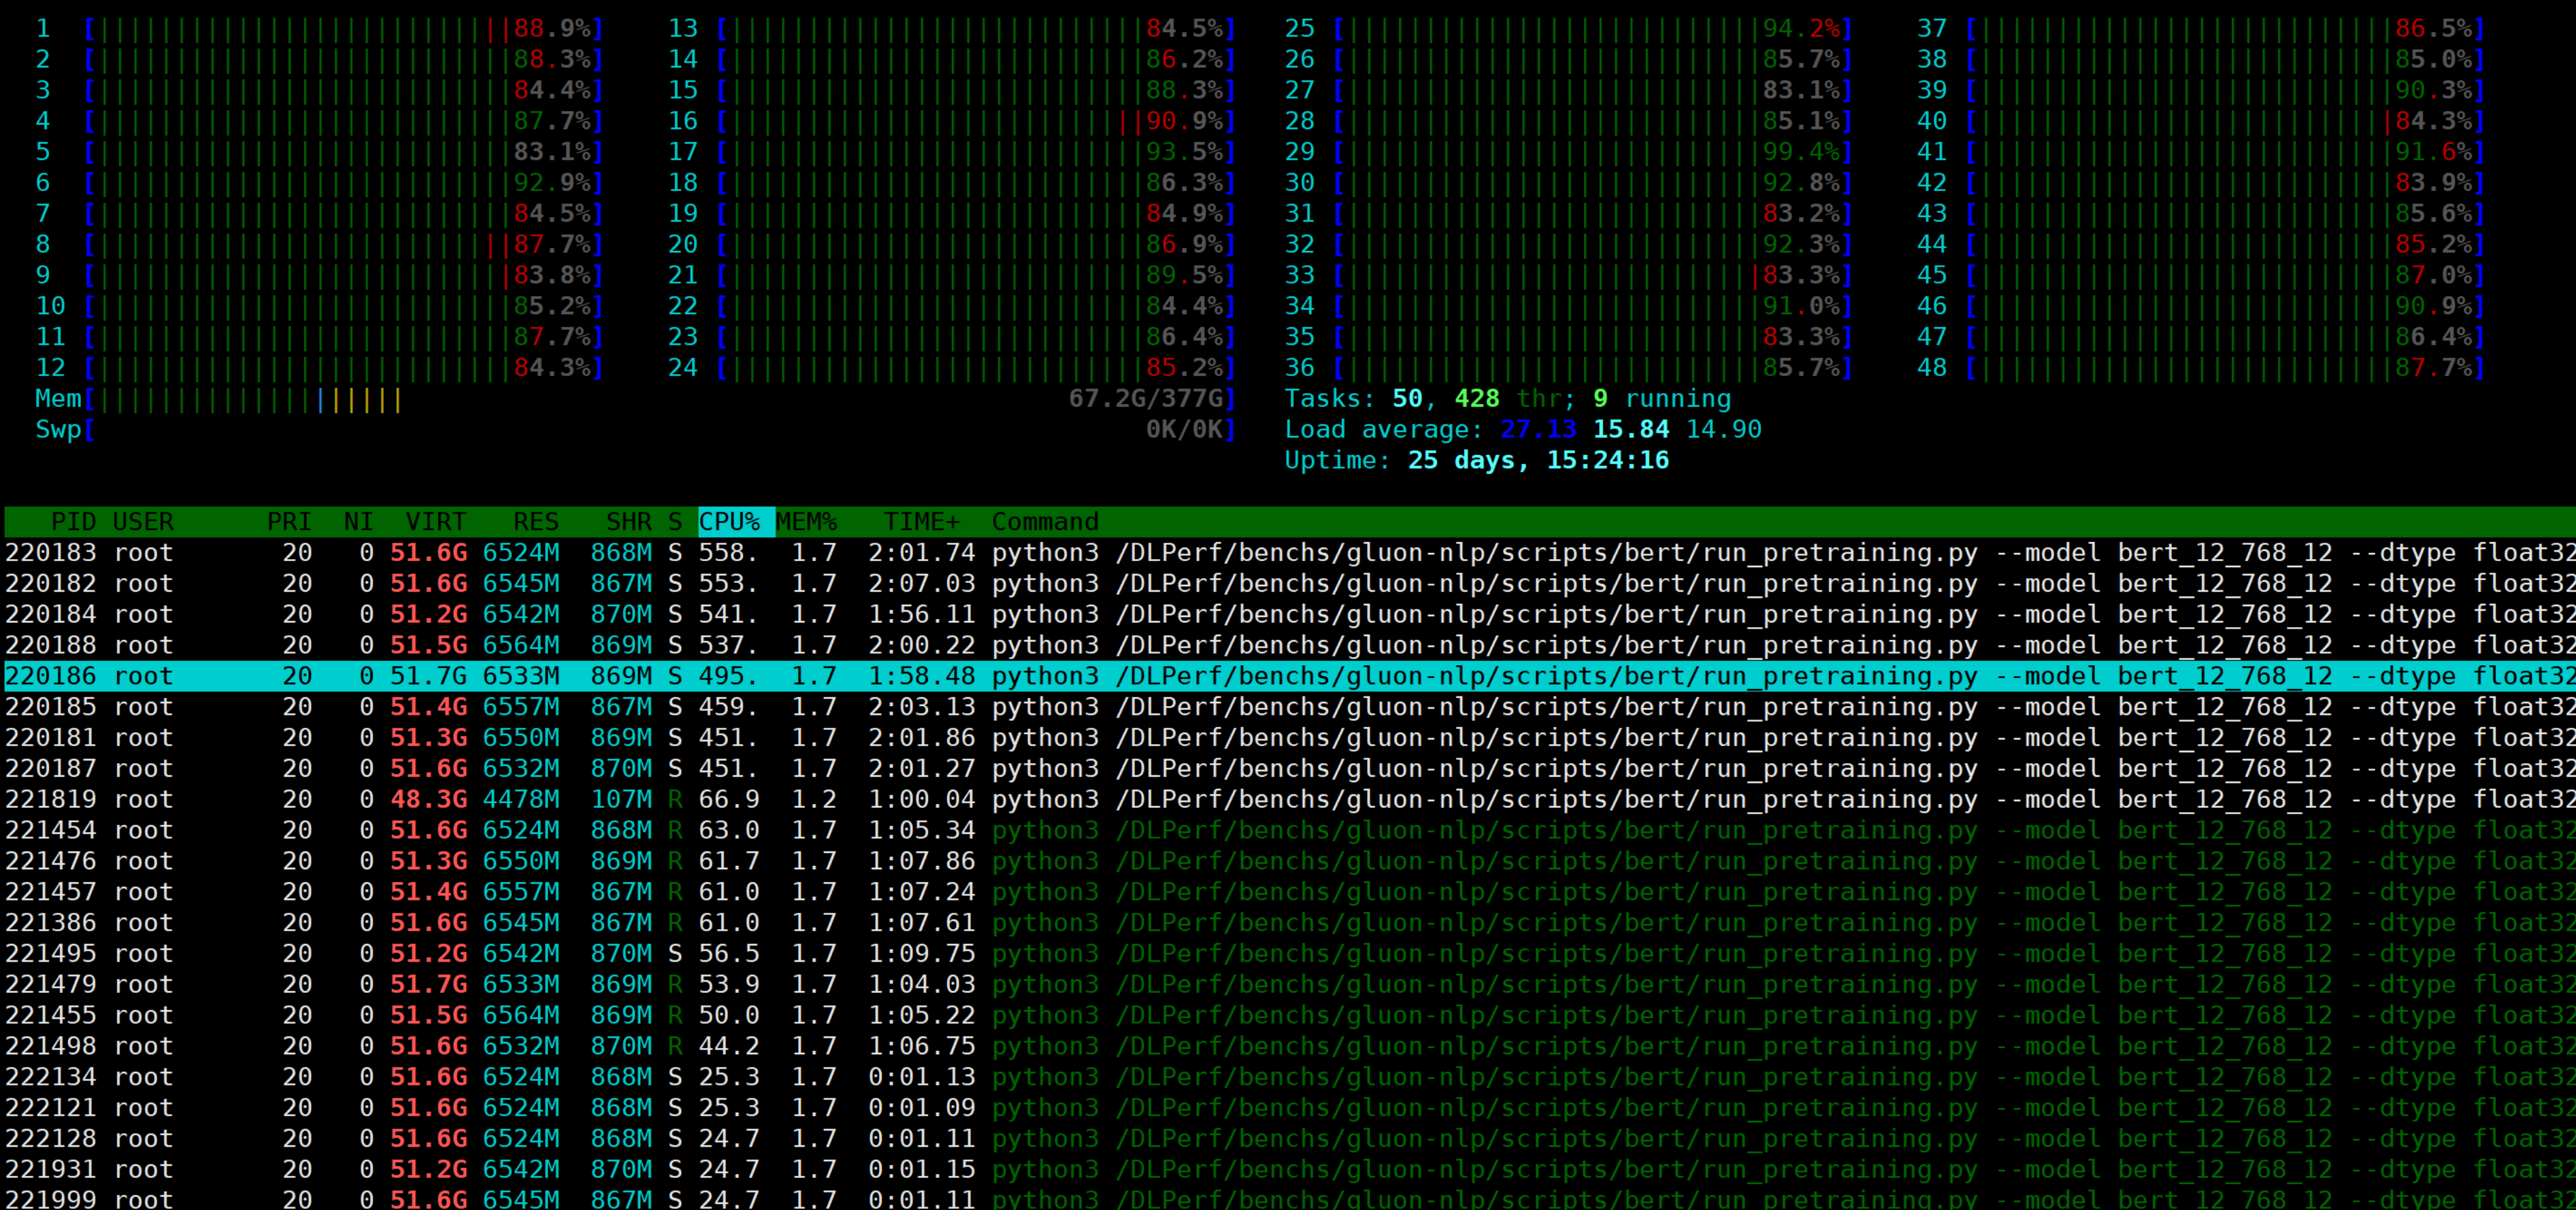 1 [88.9%] 13 [84.5%] 25 [94.2%] 37 [86.5%]
2 [88.3%] 14 [86.2%] 26 [85.7%] 38 [85.0%]
3 [84.4%] 15 [88.3%] 27 [83.1%] 39 [90.3%]
4 [87.7%] 16 [90.9%] 28 [85.1%] 40 [84.3%]
5 [83.1%] 17 [93.5%] 29 [99.4%] 41 [91.6%]
6 [92.9%] 18 [86.3%] 30 [92.8%] 42 [83.9%]
7 [84.5%] 19 [84.9%] 31 [83.2%] 43 [85.6%]
8 [87.7%] 20 [86.9%] 32 [92.3%] 44 [85.2%]
9 [83.8%] 21 [89.5%] 33 [83.3%] 45 [87.0%]
10 [85.2%] 22 [84.4%] 34 [91.0%] 46 [90.9%]
11 [87.7%] 23 [86.4%] 35 [83.3%] 47 [86.4%]
12 [84.3%] 24 [85.2%] 36 [85.7%] 48 [87.7%]
Mem[67.2G/377G] Tasks: 50, 428 thr; 9 running
Swp[0K/0K] Load average: 27.13 15.84 14.90
Uptime: 25 days, 15:24:16
PID USER PRI NI VIRT RES SHR S CPU% MEM% TIME+ Command
220183 root 20 0 51.6G 6524M 868M S 558. 1.7 2:01.74 python3 /DLPerf/benchs/gluon-nlp/scripts/bert/run_pretraining.py --model bert_12_768_12 --dtype float32
220182 root 20 0 51.6G 6545M 867M S 553. 1.7 2:07.03 python3 /DLPerf/benchs/gluon-nlp/scripts/bert/run_pretraining.py --model bert_12_768_12 --dtype float32
220184 root 20 0 51.2G 6542M 870M S 541. 1.7 1:56.11 python3 /DLPerf/benchs/gluon-nlp/scripts/bert/run_pretraining.py --model bert_12_768_12 --dtype float32
220188 root 20 0 51.5G 6564M 869M S 537. 1.7 2:00.22 python3 /DLPerf/benchs/gluon-nlp/scripts/bert/run_pretraining.py --model bert_12_768_12 --dtype float32
220186 root 20 0 51.7G 6533M 869M S 495. 1.7 1:58.48 python3 /DLPerf/benchs/gluon-nlp/scripts/bert/run_pretraining.py --model bert_12_768_12 --dtype float32
220185 root 20 0 51.4G 6557M 867M S 459. 1.7 2:03.13 python3 /DLPerf/benchs/gluon-nlp/scripts/bert/run_pretraining.py --model bert_12_768_12 --dtype float32
220181 root 20 0 51.3G 6550M 869M S 451. 1.7 2:01.86 python3 /DLPerf/benchs/gluon-nlp/scripts/bert/run_pretraining.py --model bert_12_768_12 --dtype float32
220187 root 20 0 51.6G 6532M 870M S 451. 1.7 2:01.27 python3 /DLPerf/benchs/gluon-nlp/scripts/bert/run_pretraining.py --model bert_12_768_12 --dtype float32
221819 root 20 0 48.3G 4478M 107M R 66.9 1.2 1:00.04 python3 /DLPerf/benchs/gluon-nlp/scripts/bert/run_pretraining.py --model bert_12_768_12 --dtype float32
221454 root 20 0 51.6G 6524M 868M R 63.0 1.7 1:05.34 python3 /DLPerf/benchs/gluon-nlp/scripts/bert/run_pretraining.py --model bert_12_768_12 --dtype float32
221476 root 20 0 51.3G 6550M 869M R 61.7 1.7 1:07.86 python3 /DLPerf/benchs/gluon-nlp/scripts/bert/run_pretraining.py --model bert_12_768_12 --dtype float32
221457 root 20 0 51.4G 6557M 867M R 61.0 1.7 1:07.24 python3 /DLPerf/benchs/gluon-nlp/scripts/bert/run_pretraining.py --model bert_12_768_12 --dtype float32
221386 root 20 0 51.6G 6545M 867M R 61.0 1.7 1:07.61 python3 /DLPerf/benchs/gluon-nlp/scripts/bert/run_pretraining.py --model bert_12_768_12 --dtype float32
221495 root 20 0 51.2G 6542M 870M S 56.5 1.7 1:09.75 python3 /DLPerf/benchs/gluon-nlp/scripts/bert/run_pretraining.py --model bert_12_768_12 --dtype float32
221479 root 20 0 51.7G 6533M 869M R 53.9 1.7 1:04.03 python3 /DLPerf/benchs/gluon-nlp/scripts/bert/run_pretraining.py --model bert_12_768_12 --dtype float32
221455 root 20 0 51.5G 6564M 869M R 50.0 1.7 1:05.22 python3 /DLPerf/benchs/gluon-nlp/scripts/bert/run_pretraining.py --model bert_12_768_12 --dtype float32
221498 root 20 0 51.6G 6532M 870M R 44.2 1.7 1:06.75 python3 /DLPerf/benchs/gluon-nlp/scripts/bert/run_pretraining.py --model bert_12_768_12 --dtype float32
222134 root 20 0 51.6G 6524M 868M S 25.3 1.7 0:01.13 python3 /DLPerf/benchs/gluon-nlp/scripts/bert/run_pretraining.py --model bert_12_768_12 --dtype float32
222121 root 20 0 51.6G 6524M 868M S 25.3 1.7 0:01.09 python3 /DLPerf/benchs/gluon-nlp/scripts/bert/run_pretraining.py --model bert_12_768_12 --dtype float32
222128 root 20 0 51.6G 6524M 868M S 24.7 1.7 0:01.11 python3 /DLPerf/benchs/gluon-nlp/scripts/bert/run_pretraining.py --model bert_12_768_12 --dtype float32
221931 root 20 0 51.2G 6542M 870M S 24.7 1.7 0:01.15 python3 /DLPerf/benchs/gluon-nlp/scripts/bert/run_pretraining.py --model bert_12_768_12 --dtype float32
221999 root 20 0 51.6G 6545M 867M S 24.7 1.7 0:01.11 python3 /DLPerf/benchs/gluon-nlp/scripts/bert/run_pretraining.py --model bert_12_768_12 --dtype float32